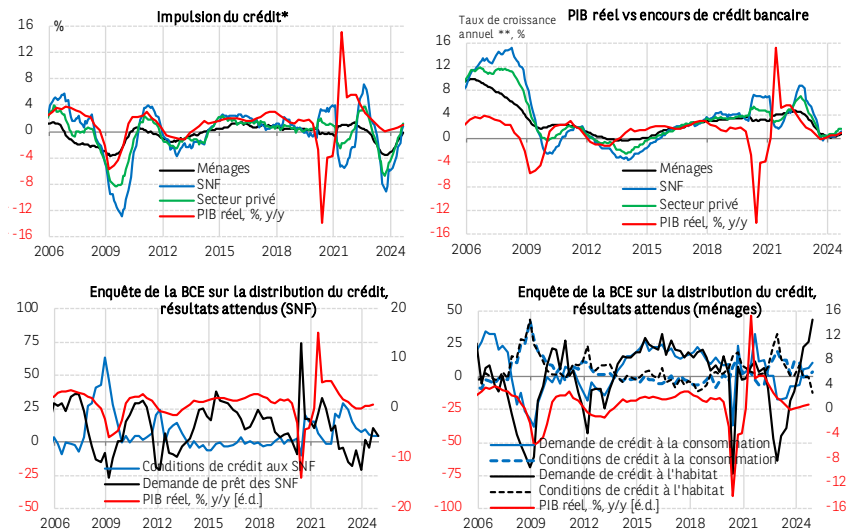 Impulsion du crédit*
%
16
12
8
4
0
-4
-8
-12
-16
Ménages
SNF
Secteur privé
PIB réel, %, y/y
2006 2009 2012 2015 2018 2021 2024
PIB réel vs encours de crédit bancaire
Taux de croissance
annuel **, %
16
12
8
4
0
-4
-8
-12
-16
Ménages
SNF
Secteur privé
PIB réel, %, y/y
2006 2009 2012 2015 2018 2021 2024
Enquête de la BCE sur la distribution du crédit,
résultats attendus (SNF)
100
75
50
25
0
-25
-50
20
10
0
-10
-20
Conditions de crédit aux SNF
Demande de prêt des SNF
PIB réel, %, y/y [é.d.]
2006 2009 2012 2015 2018 2021 2024
Enquête de la BCE sur la distribution du crédit,
résultats attendus (ménages)
50
25
0
-25
-50
-75
-100
16
12
8
4
0
-4
-8
-12
-16
Demande de crédit à la consommation
Conditions de crédit à la consommation
Demande de crédit à l'habitat
Conditions de crédit à l'habitat
PIB réel, %, y/y [é.d.]
2006 2009 2012 2015 2018 2021 2024